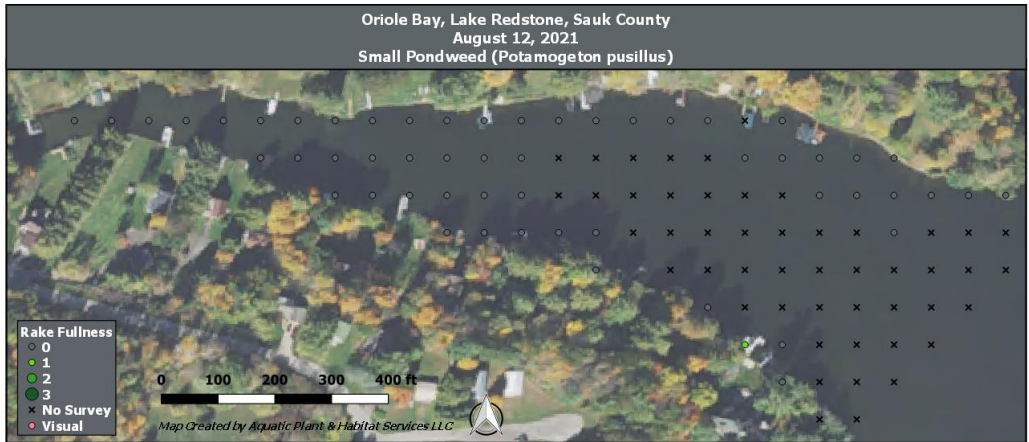 Oriole Bay, Lake Redstone, Sauk County
August 12, 2021
Small Pondweed (Potamogeton pusillus)
Rake Fullness
0
1
2
3
No Survey
Visual
0 100 200 300 400 ft
Map Created by Aquatic Plant & Habitat Services LLC